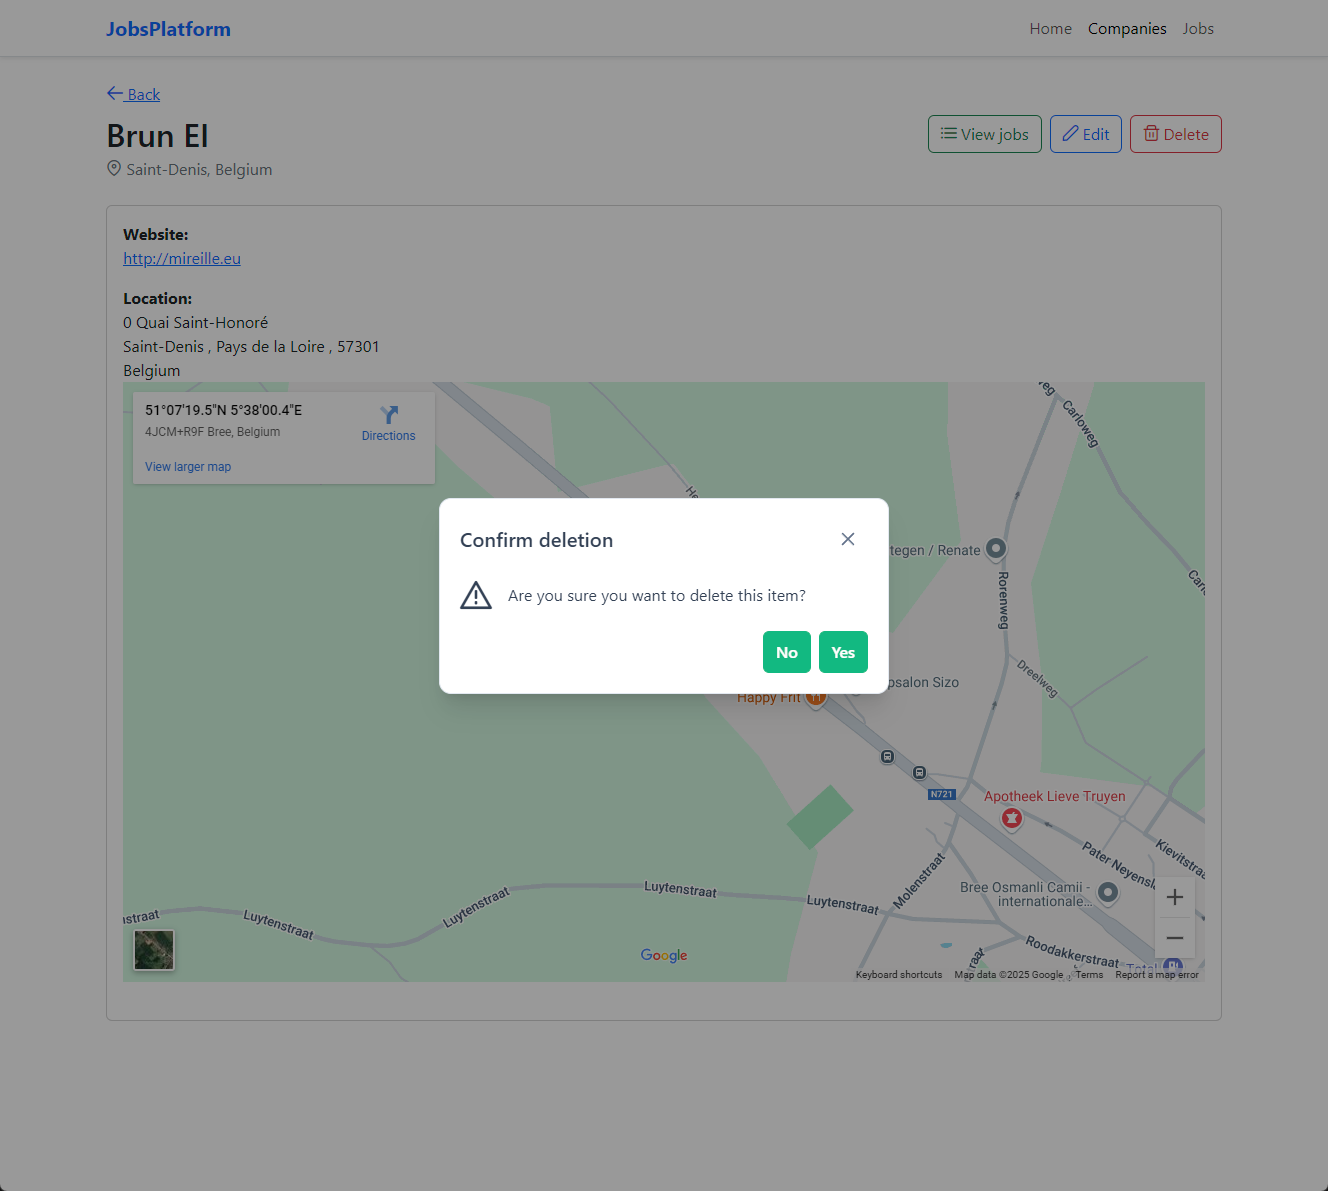 JobsPlatform
Home Companies Jobs
Back
Brun EI
View jobs Edit Delete
Saint-Denis, Belgium
Website:
http://mireille.eu
Location:
0 Quai Saint-Honoré
Saint-Denis , Pays de la Loire , 57301
Belgium
51°07'19.5"N 5°38'00.4"E
4JCM+R9F Bree, Belgium
Directions
View larger map
Carloweg
Confirm deletion
Are you sure you want to delete this item?
No Yes
tegen / Renate
Rorenweg
Dreelweg
psalon Sizo
Happy Frit
N721
Apotheek Lieve Truyen
Kievitstraa
Pater Neyensl
Molenstraat
Bree Osmanli Camii -
internationale...
Luytenstraat
Luytenstraat
Luytenstraat
Luytenstraat
nstraat
Roodakkerstraat
Total
Google
Keyboard shortcuts Map data ©2025 Google Terms Report a map error